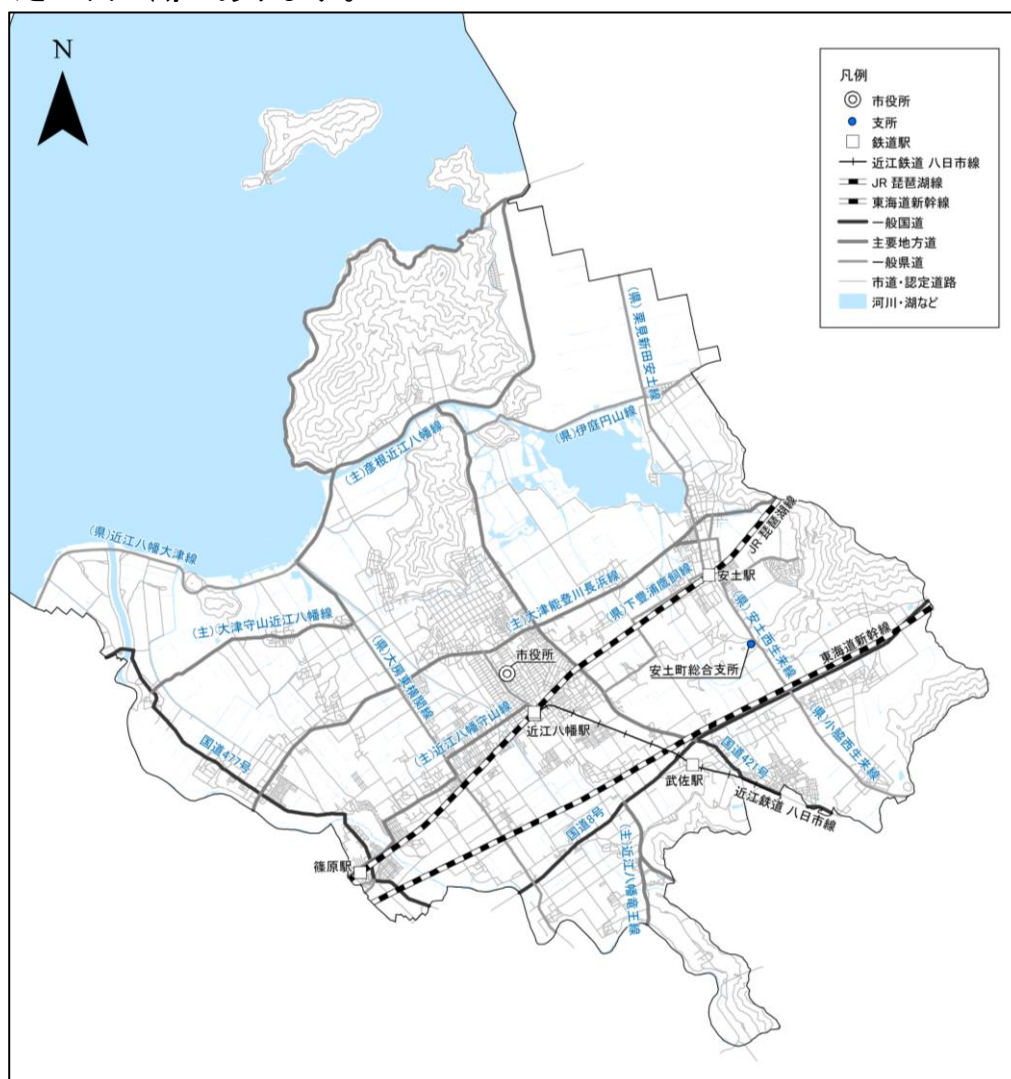 N
凡例
市役所
支所
鉄道駅
近江鉄道 八日市線
JR 琵琶湖線
東海道新幹線
一般国道
主要地方道
一般県道
市道・認定道路
河川・湖など
(県)栗見新田安土線
(県)伊庭円山線
(主)彦根近江八幡線
JR 琵琶湖線
(県)近江八幡大津線
安土駅
(主)大津能登川長浜線
(県)下豊浦鷹飼線
(主)大津守山近江八幡線
(県)安土西生来線
(県)大房東横関線
市役所
安土町総合支所
東海道新幹線
(主)近江八幡守山線
近江八幡駅
(県)小脇西生来線
国道477号
国道421号
武佐駅
近江鉄道 八日市線
国道8号
(主)近江八幡竜王線
篠原駅